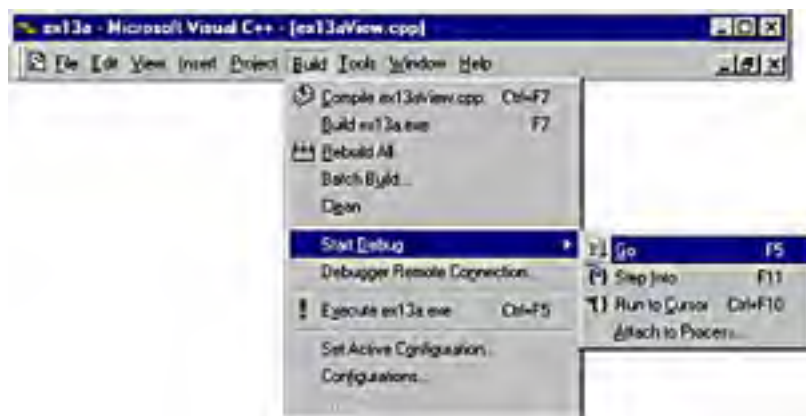 ex13a - Microsoft Visual C++ - [ex13aView.cpp]
File Edit View Insert Project Build Tools Window Help
Compile ex13aView.cpp Ctrl+F7
Build ex13a.exe F7
Rebuild All
Batch Build...
Clean
Start Debug
Go F5
Debugger Remote Connection...
Step Into F11
Execute ex13a.exe Ctrl+F5
Run to Cursor Ctrl+F10
Attach to Process...
Set Active Configuration...
Configurations...